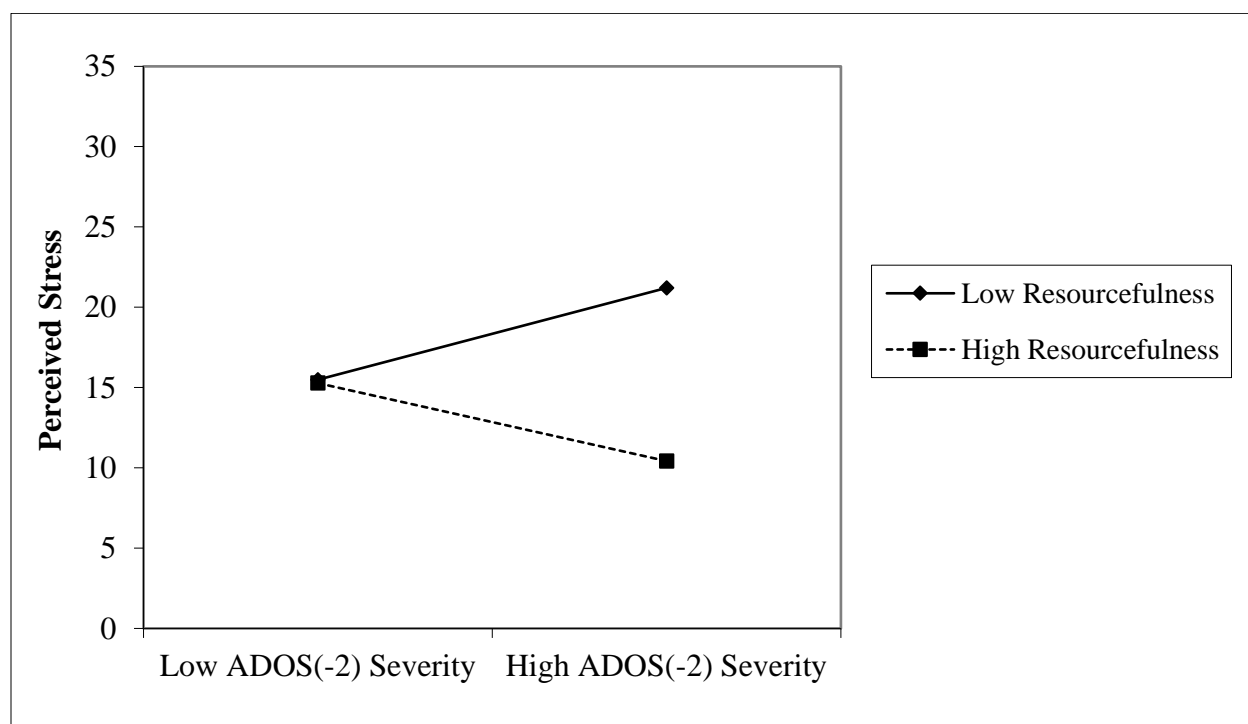 35
30
25
20
15
10
5
0
Perceived Stress
Low ADOS(-2) Severity
High ADOS(-2) Severity
Low Resourcefulness
High Resourcefulness